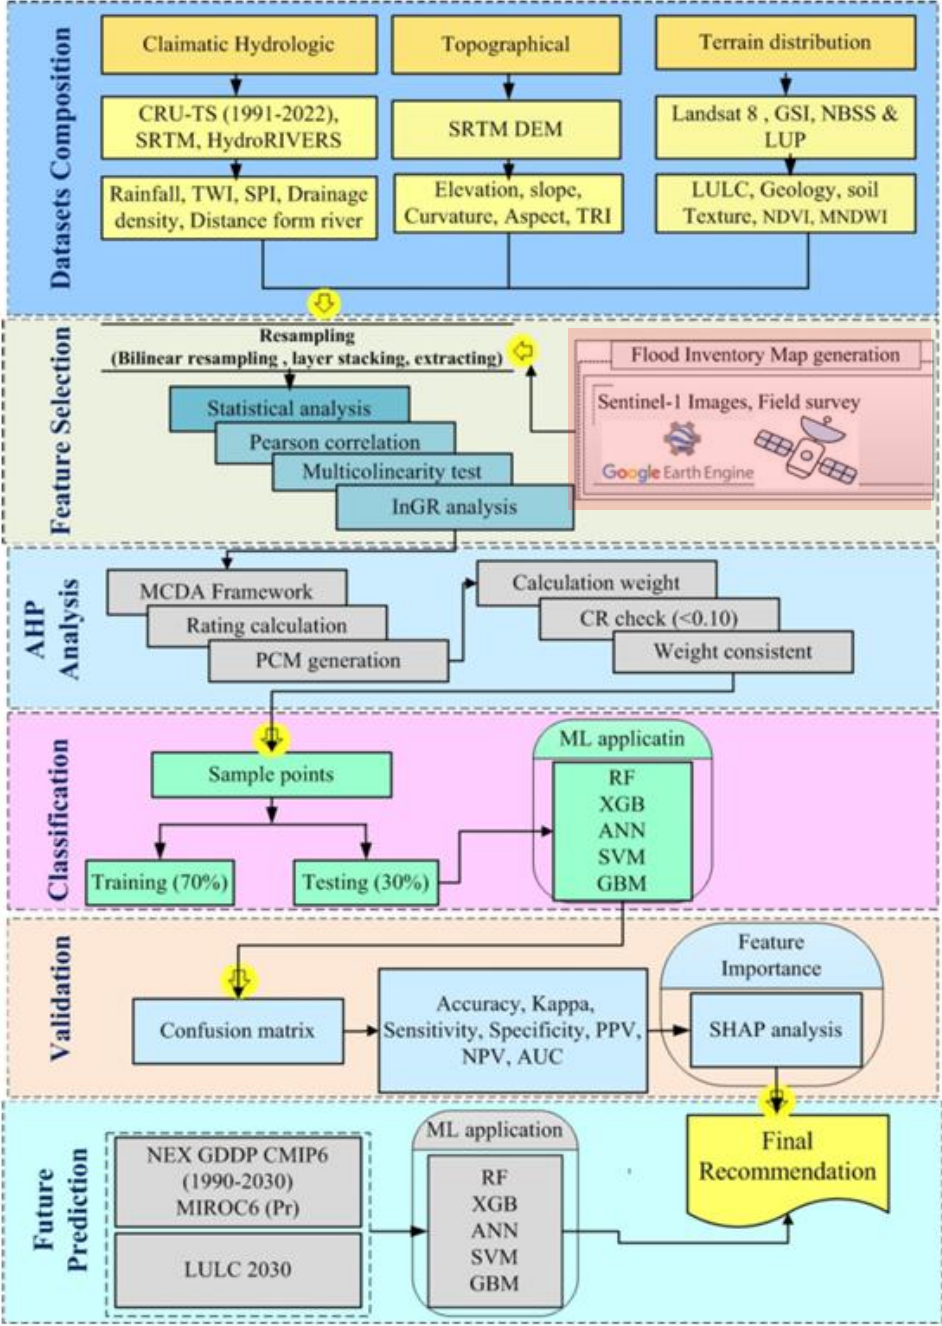 Datasets Composition
Claimatic Hydrologic
CRU-TS (1991-2022),
SRTM, HydroRIVERS
Rainfall, TWI, SPI, Drainage
density, Distance form river
Topographical
SRTM DEM
Elevation, slope,
Curvature, Aspect, TRI
Terrain distribution
Landsat 8 , GSI, NBSS &
LUP
LULC, Geology, soil
Texture, NDVI, MNDWI
Feature Selection
Resampling
(Bilinear resampling , layer stacking, extracting)
Statistical analysis
Pearson correlation
Multicolinearity test
InGR analysis
Flood Inventory Map generation
Sentinel-1 Images, Field survey
Google Earth Engine
AHP
Analysis
MCDA Framework
Rating calculation
PCM generation
Calculation weight
CR check (<0.10)
Weight consistent
Classification
Sample points
Training (70%)
Testing (30%)
ML applicatin
RF
XGB
ANN
SVM
GBM
Validation
Confusion matrix
Accuracy, Kappa,
Sensitivity, Specificity, PPV,
NPV, AUC
Feature
Importance
SHAP analysis
Future
Prediction
NEX GDDP CMIP6
(1990-2030)
MIROC6 (Pr)
LULC 2030
ML application
RF
XGB
ANN
SVM
GBM
Final
Recommendation